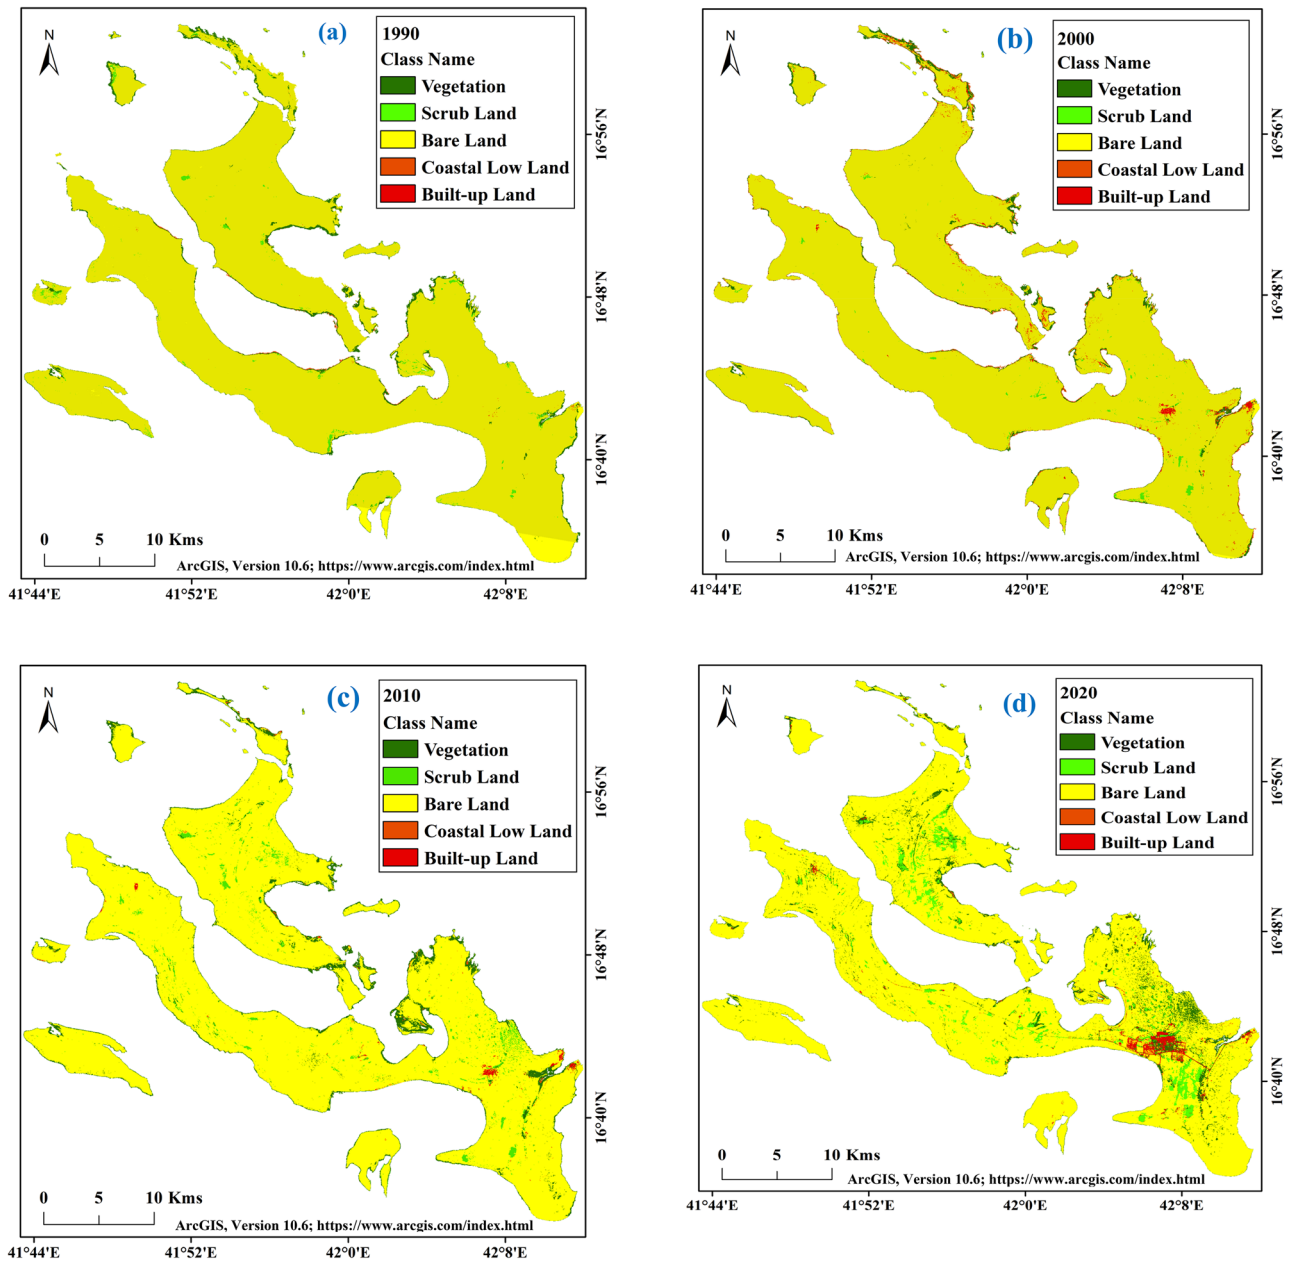 N
(a)
1990
Class Name
Vegetation
Scrub Land
Bare Land
Coastal Low Land
Built-up Land
16°56'N
16°48'N
16°40'N
0 5 10 Kms
ArcGIS, Version 10.6; https://www.arcgis.com/index.html
41°44'E 41°52'E 42°0'E 42°8'E
N
(b)
2000
Class Name
Vegetation
Scrub Land
Bare Land
Coastal Low Land
Built-up Land
16°56'N
16°48'N
16°40'N
0 5 10 Kms
ArcGIS, Version 10.6; https://www.arcgis.com/index.html
41°44'E 41°52'E 42°0'E 42°8'E
N
(c)
2010
Class Name
Vegetation
Scrub Land
Bare Land
Coastal Low Land
Built-up Land
16°56'N
16°48'N
16°40'N
0 5 10 Kms
ArcGIS, Version 10.6; https://www.arcgis.com/index.html
41°44'E 41°52'E 42°0'E 42°8'E
N
(d)
2020
Class Name
Vegetation
Scrub Land
Bare Land
Coastal Low Land
Built-up Land
16°56'N
16°48'N
16°40'N
0 5 10 Kms
ArcGIS, Version 10.6; https://www.arcgis.com/index.html
41°44'E 41°52'E 42°0'E 42°8'E